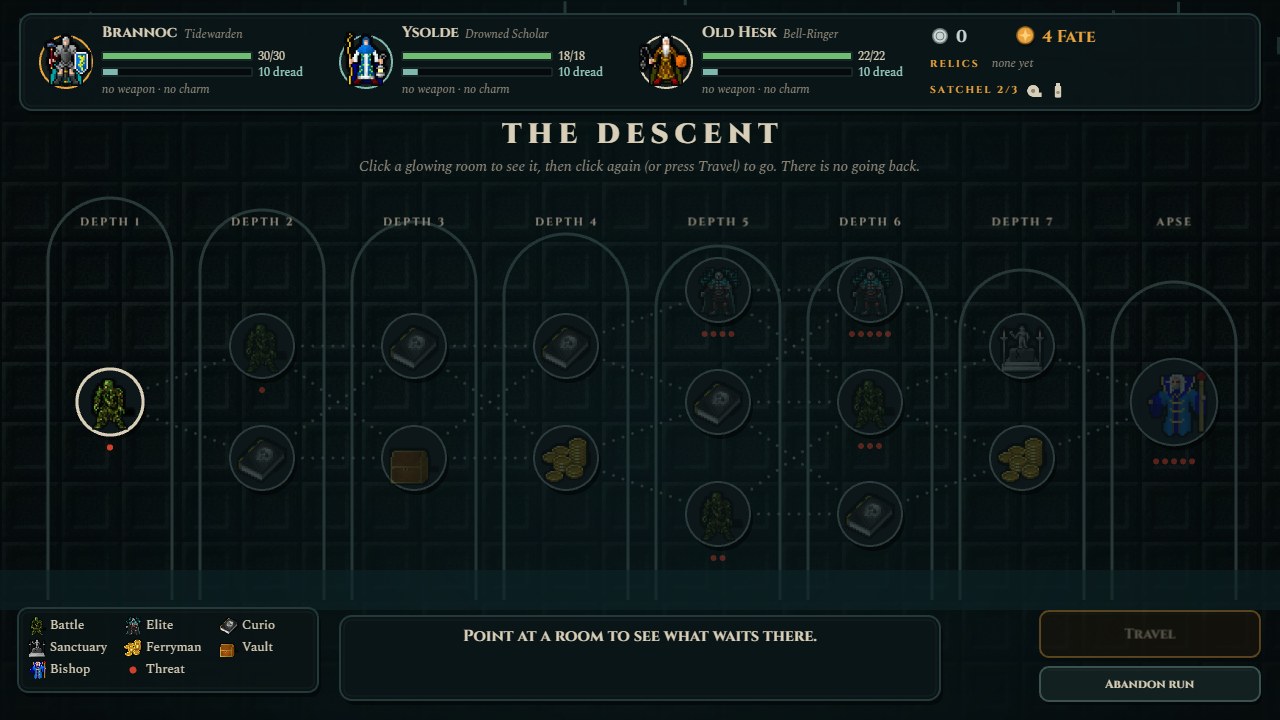 Brannoc Tidewarden
30/30
10 dread
no weapon · no charm
Ysolde Drowned Scholar
18/18
10 dread
no weapon · no charm
Old Hesk Bell-Ringer
22/22
10 dread
no weapon · no charm
0
4 Fate
RELICS none yet
SATCHEL 2/3
THE DESCENT
Click a glowing room to see it, then click again (or press Travel) to go. There is no going back.
DEPTH 1
DEPTH 2
DEPTH 3
DEPTH 4
DEPTH 5
DEPTH 6
DEPTH 7
APSE
Battle
Elite
Curio
Sanctuary
Ferryman
Vault
Bishop
Threat
Point at a room to see what waits there.
Travel
Abandon run